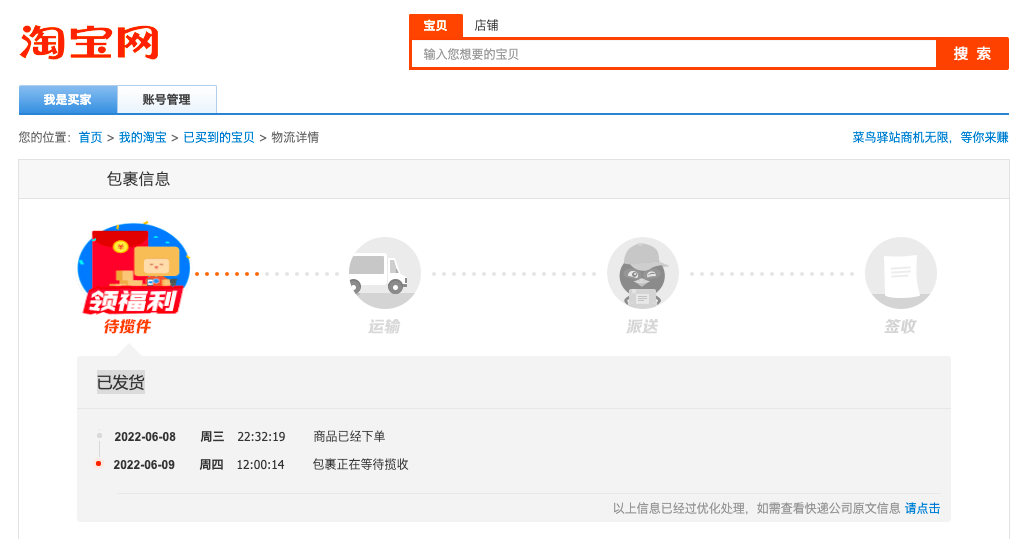 淘宝网
宝贝 店铺
输入您想要的宝贝 搜 索
我是买家 账号管理
您的位置: 首页 > 我的淘宝 > 已买到的宝贝 > 物流详情 菜鸟驿站商机无限, 等你来赚
包裹信息
领福利
待揽件 运输 派送 签收
已发货
2022-06-08 周三 22:32:19 商品已经下单
2022-06-09 周四 12:00:14 包裹正在等待揽收
以上信息已经过优化处理, 如需查看快递公司原文信息 请点击